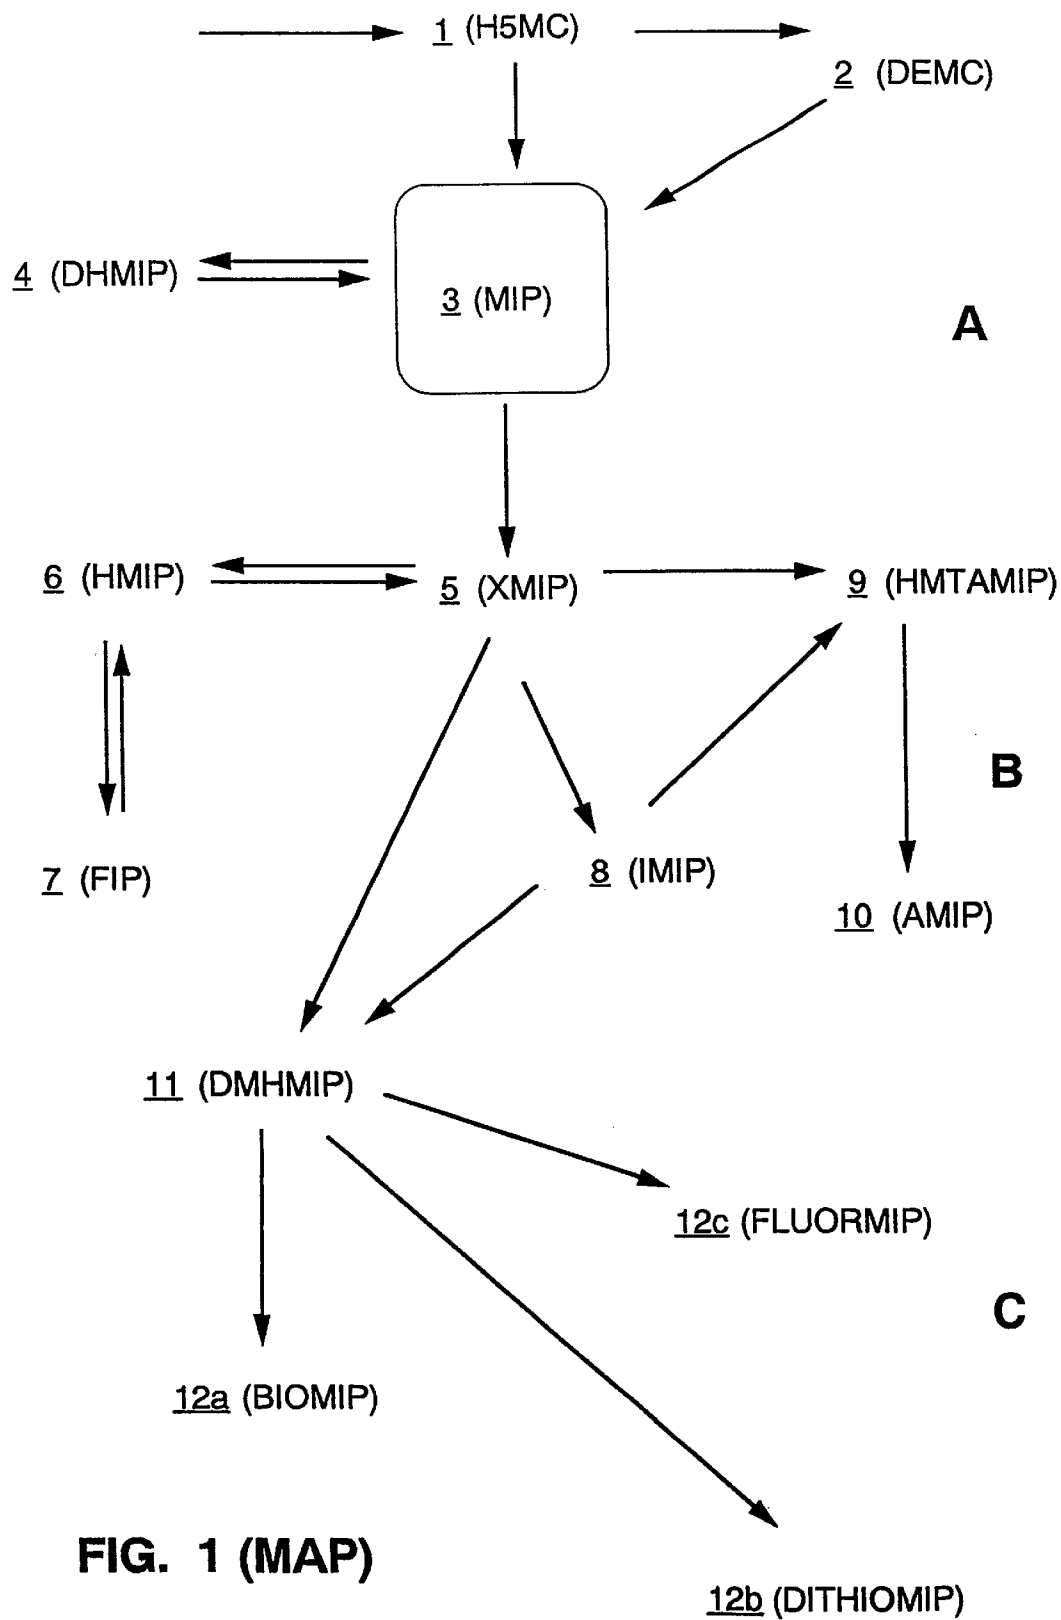 1 (H5MC)
2 (DEMC)
4 (DHMIP)
3 (MIP)
A
6 (HMIP)
5 (XMIP)
9 (HMTAMIP)
B
7 (FIP)
8 (IMIP)
10 (AMIP)
11 (DMHMIP)
12c (FLUORMIP)
C
12a (BIOMIP)
FIG. 1 (MAP)
12b (DITHIOMIP)